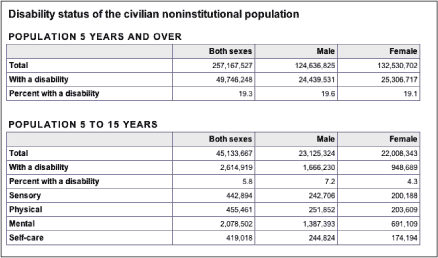 Disability status of the civilian noninstitutional population
POPULATION 5 YEARS AND OVER
Both sexes Male Female
Total 257,167,527 124,636,825 132,530,702
With a disability 49,746,248 24,439,531 25,306,717
Percent with a disability 19.3 19.6 19.1
POPULATION 5 TO 15 YEARS
Both sexes Male Female
Total 45,133,667 23,125,324 22,008,343
With a disability 2,614,919 1,666,230 948,689
Percent with a disability 5.8 7.2 4.3
Sensory 442,894 242,706 200,188
Physical 455,461 251,852 203,609
Mental 2,078,502 1,387,393 691,109
Self-care 419,018 244,824 174,194